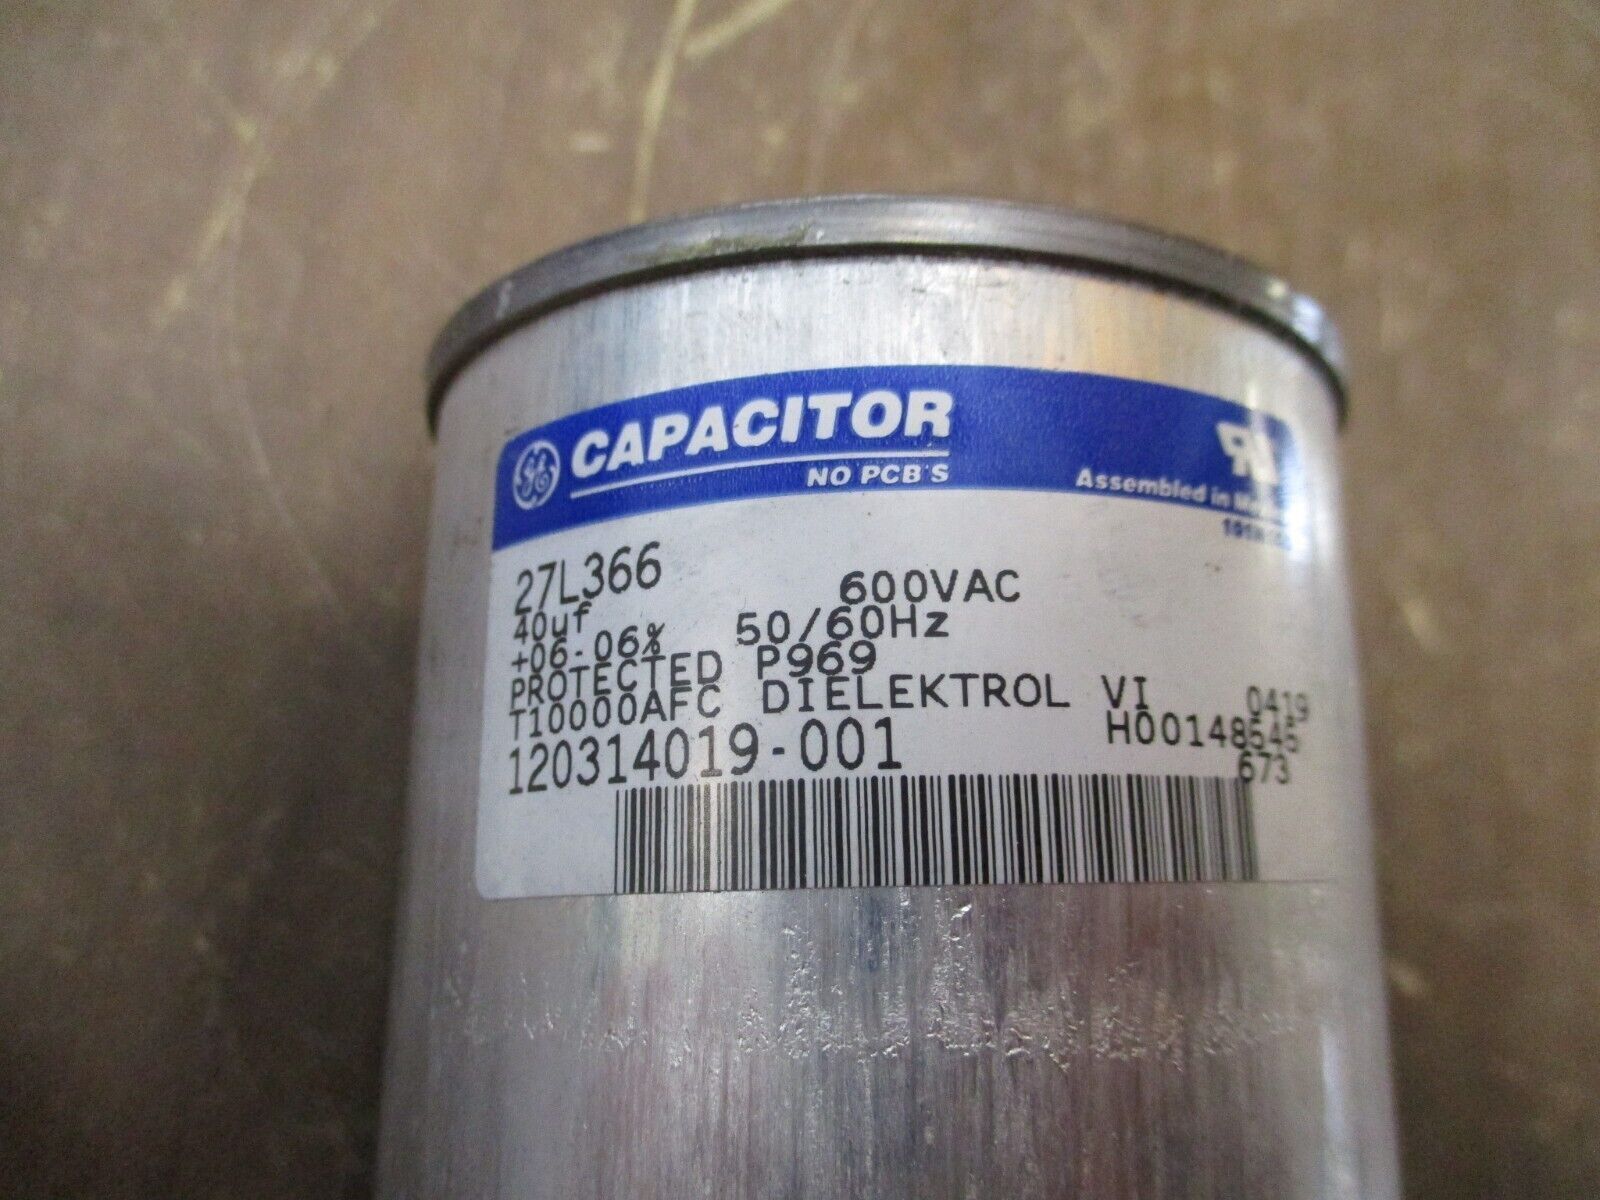 GE CAPACITOR
NO PCB'S
Assembled in
27L366
40uf 600VAC
+06-06% 50/60Hz
PROTECTED P969
T10000AFC DIELEKTROL VI 0419
120314019-001 H00148545
673